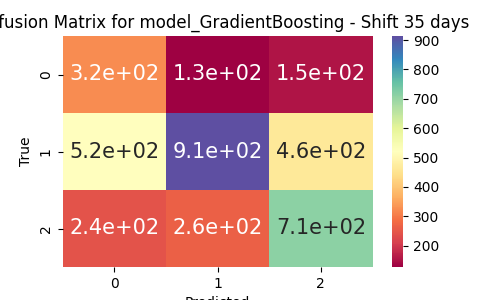 fusion Matrix for model_GradientBoosting - Shift 35 days
0 3.2e+02 1.3e+02 1.5e+02
1 5.2e+02 9.1e+02 4.6e+02
2 2.4e+02 2.6e+02 7.1e+02
True
0 1 2
Predicted
900
800
700
600
500
400
300
200